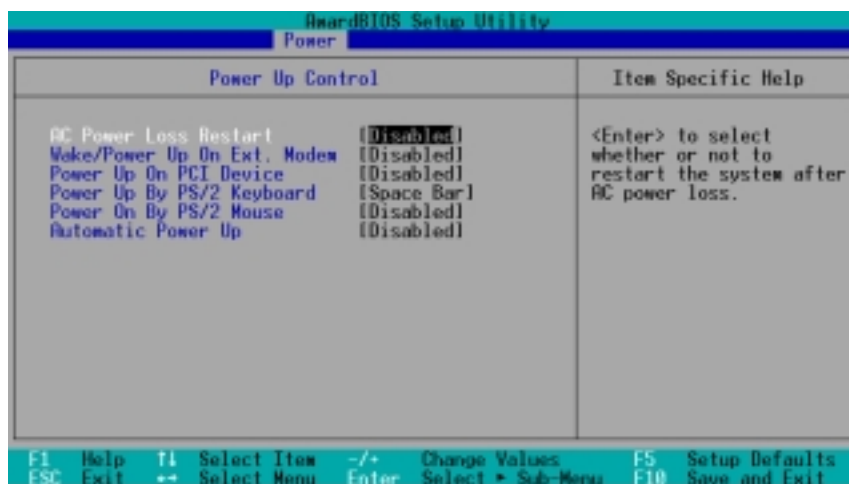 AwardBIOS Setup Utility
Power
Power Up Control
Item Specific Help
AC Power Loss Restart [Disabled]
Wake/Power Up On Ext. Modem [Disabled]
Power Up On PCI Device [Disabled]
Power Up By PS/2 Keyboard [Space Bar]
Power On By PS/2 Mouse [Disabled]
Automatic Power Up [Disabled]
<Enter> to select
whether or not to
restart the system after
AC power loss.
F1 Help ↑↓ Select Item -/+ Change Values F5 Setup Defaults
ESC Exit ←→ Select Menu Enter Select ► Sub-Menu F10 Save and Exit